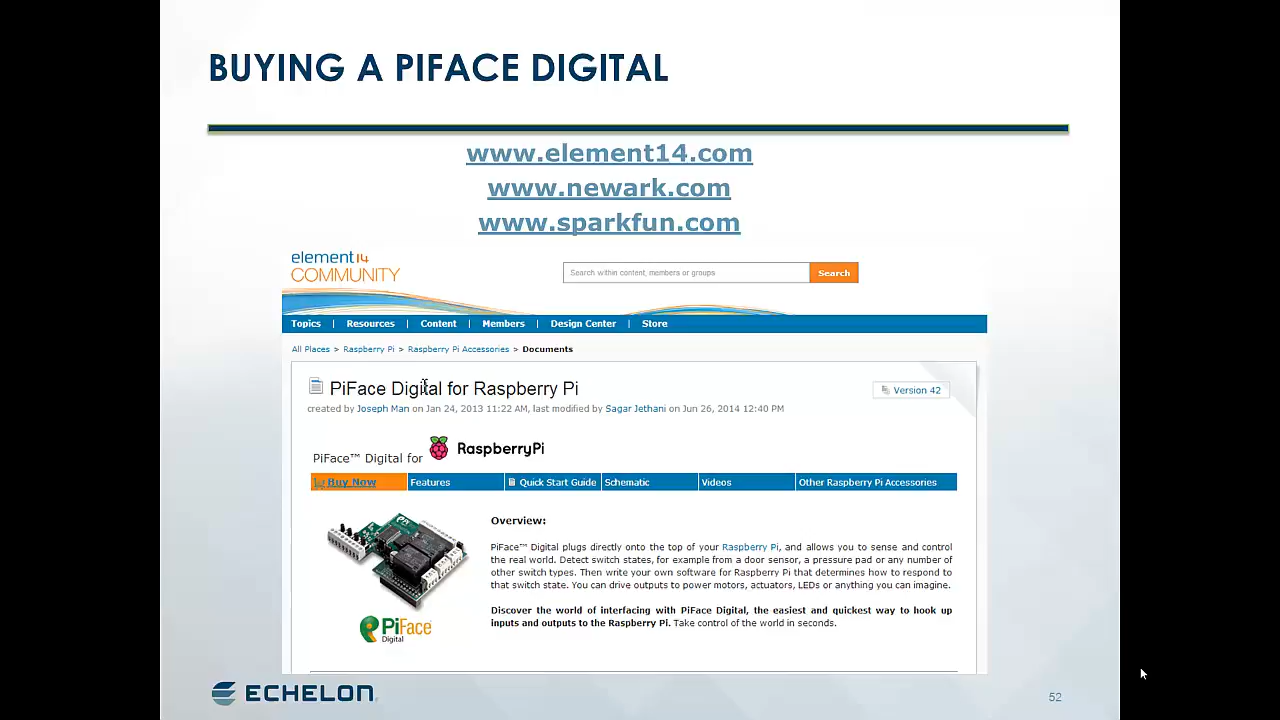 BUYING A PIFACE DIGITAL
www.element14.com
www.newark.com
www.sparkfun.com
element14
COMMUNITY
Search within content, members or groups
Search
Topics | Resources | Content | Members | Design Center | Store
All Places > Raspberry Pi > Raspberry Pi Accessories > Documents
PiFace Digital for Raspberry Pi
Version 42
created by Joseph Man on Jan 24, 2013 11:22 AM, last modified by Sagar Jethani on Jun 26, 2014 12:40 PM
PiFace™ Digital for RaspberryPi
Buy Now Features Quick Start Guide Schematic Videos Other Raspberry Pi Accessories
Overview:
PiFace™ Digital plugs directly onto the top of your Raspberry Pi, and allows you to sense and control
the real world. Detect switch states, for example from a door sensor, a pressure pad or any number of
other switch types. Then write your own software for Raspberry Pi that determines how to respond to
that switch state. You can drive outputs to power motors, actuators, LEDs or anything you can imagine.
Discover the world of interfacing with PiFace Digital, the easiest and quickest way to hook up
inputs and outputs to the Raspberry Pi. Take control of the world in seconds.
PiFace
Digital
ECHELON
52